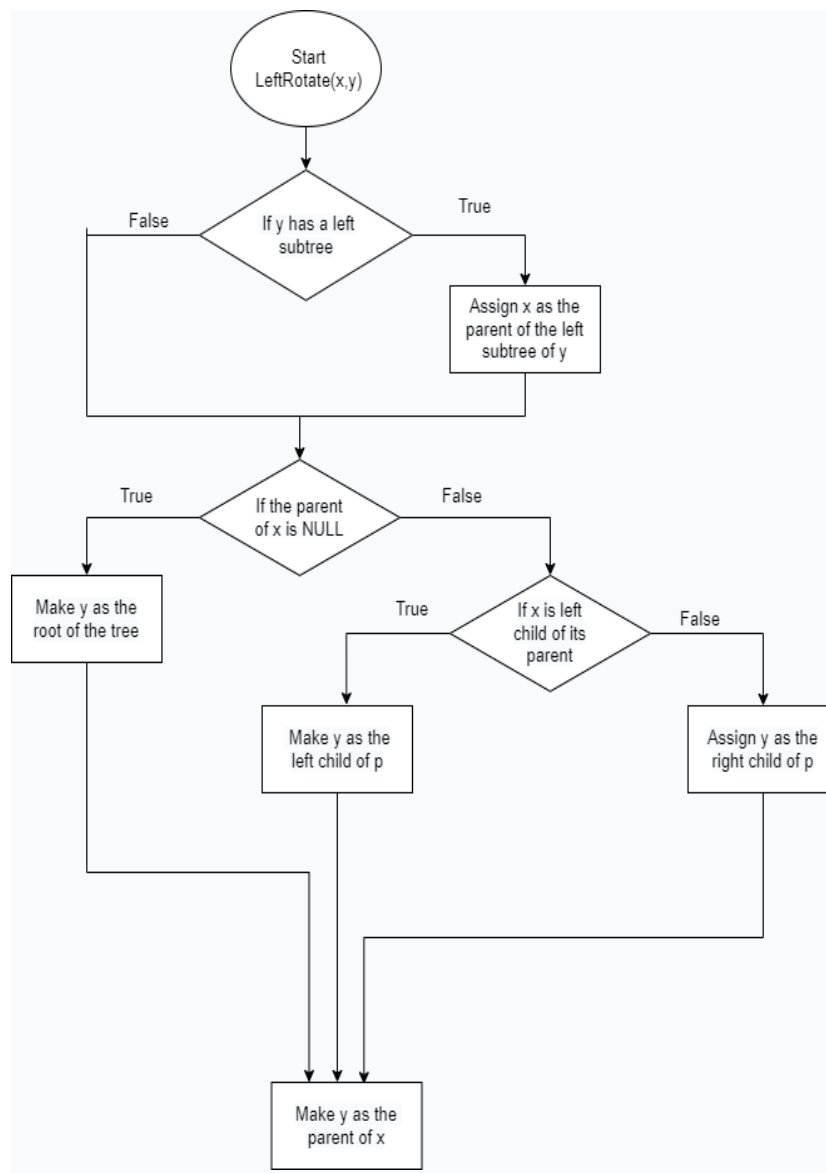 Start
LeftRotate(x,y)
False
True
If y has a left
subtree
Assign x as the
parent of the left
subtree of y
True
False
If the parent
of x is NULL
Make y as the
root of the tree
True
If x is left
child of its
parent
False
Make y as the
left child of p
Assign y as the
right child of p
Make y as the
parent of x